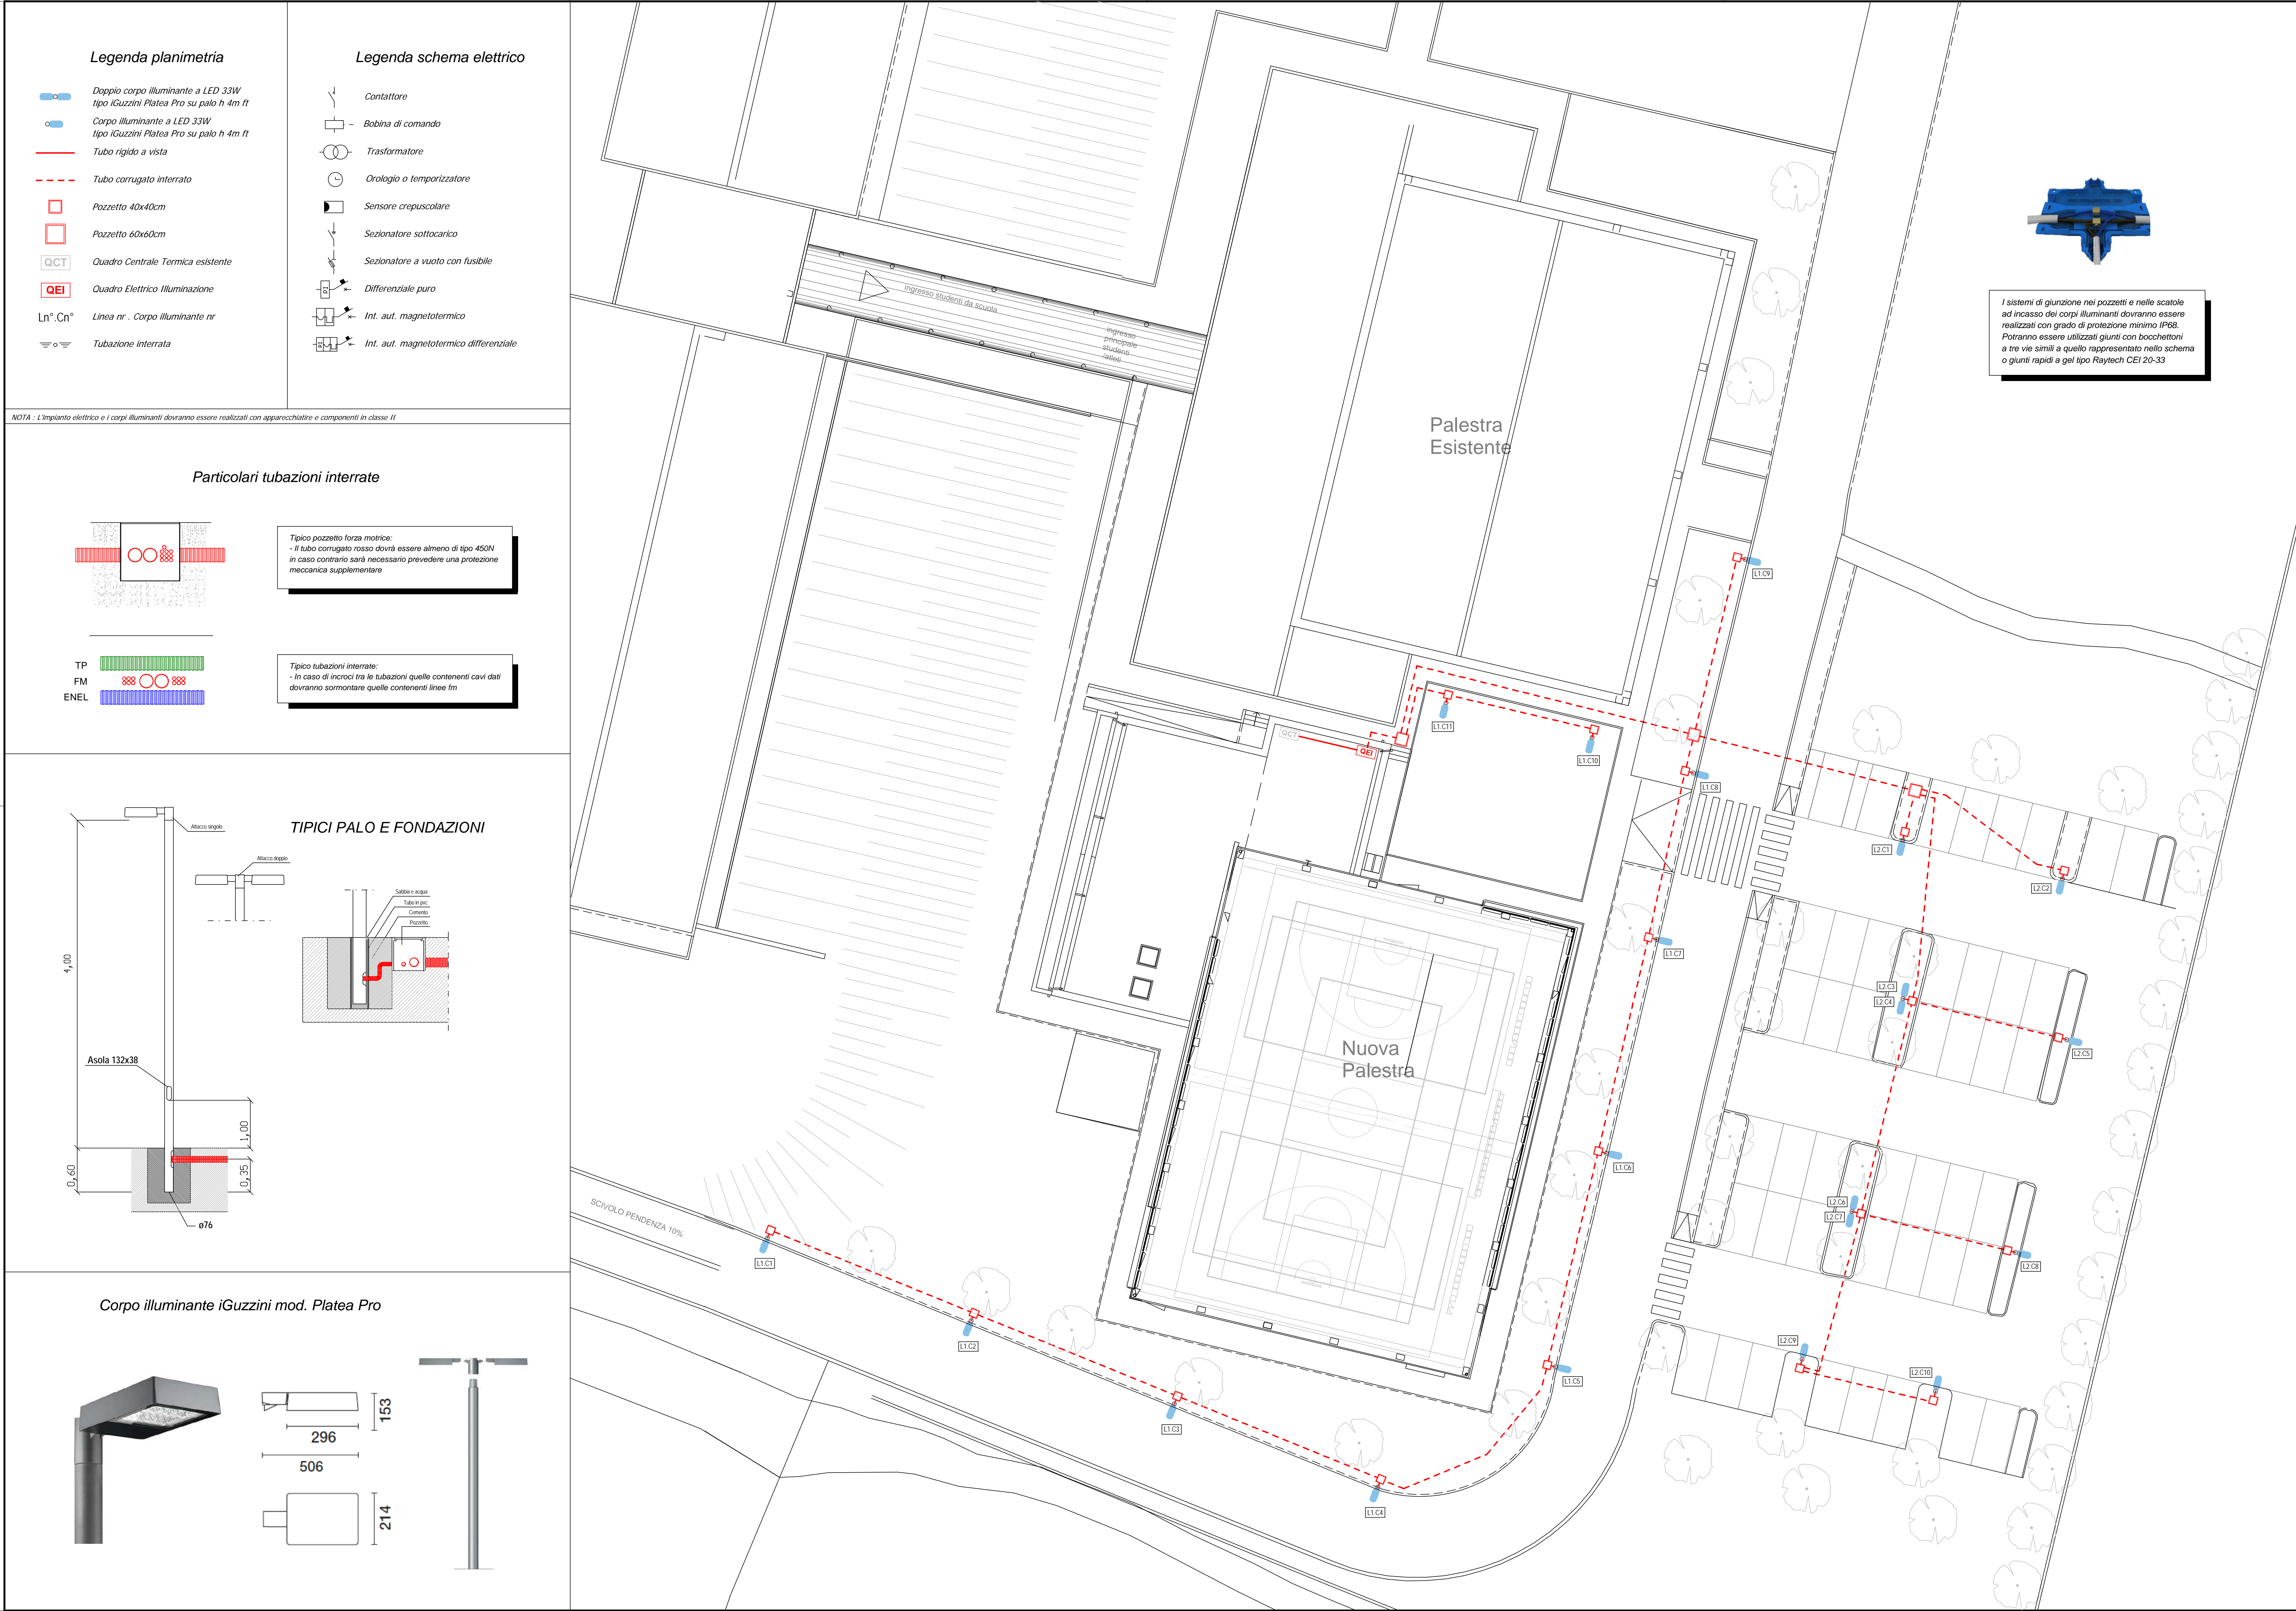 Legenda planimetria
Doppio corpo illuminante a LED 33W
tipo iGuzzini Platea Pro su palo h 4m ft
Corpo illuminante a LED 33W
tipo iGuzzini Platea Pro su palo h 4m ft
Tubo rigido a vista
Tubo corrugato interrato
Pozzetto 40x40cm
Pozzetto 60x60cm
QCT
Quadro Centrale Termica esistente
QEI
Quadro Elettrico Illuminazione
Ln°.Cn°
Linea nr . Corpo illuminante nr
Tubazione interrata
Legenda schema elettrico
Contattore
Bobina di comando
Trasformatore
Orologio o temporizzatore
Sensore crepuscolare
Sezionatore sottocarico
Sezionatore a vuoto con fusibile
Differenziale puro
Int. aut. magnetotermico
Int. aut. magnetotermico differenziale
NOTA : L'impianto elettrico e i corpi illuminanti dovranno essere realizzati con apparecchiatire e componenti in classe II
Particolari tubazioni interrate
Tipico pozzetto forza motrice:
- Il tubo corrugato rosso dovrà essere almeno di tipo 450N
in caso contrario sarà necessario prevedere una protezione
meccanica supplementare
TP
FM
ENEL
Tipico tubazioni interrate:
- In caso di incroci tra le tubazioni quelle contenenti cavi dati
dovranno sormontare quelle contenenti linee fm
TIPICI PALO E FONDAZIONI
Attacco singolo
Attacco doppio
Sabbia e acqua
Tubo in pvc.
Cemento
Pozzetto
4,00
Asola 132x38
1,00
0,60
0,35
ø76
Corpo illuminante iGuzzini mod. Platea Pro
153
296
506
214
ingresso studenti da scuola
ingresso
principale
studenti
/atleti
Palestra
Esistente
I sistemi di giunzione nei pozzetti e nelle scatole
ad incasso dei corpi illuminanti dovranno essere
realizzati con grado di protezione minimo IP68.
Potranno essere utilizzati giunti con bocchettoni
a tre vie simili a quello rappresentato nello schema
o giunti rapidi a gel tipo Raytech CEI 20-33
L1.C9
L1.C11
QCT
QEI
L1.C10
L1.C8
L2.C1
L2.C2
L1.C7
L2.C3
L2.C4
L2.C5
Nuova
Palestra
L1.C6
L2.C6
L2.C7
L2.C8
SCIVOLO PENDENZA 10%
L1.C1
L1.C2
L2.C9
L2.C10
L1.C5
L1.C3
L1.C4